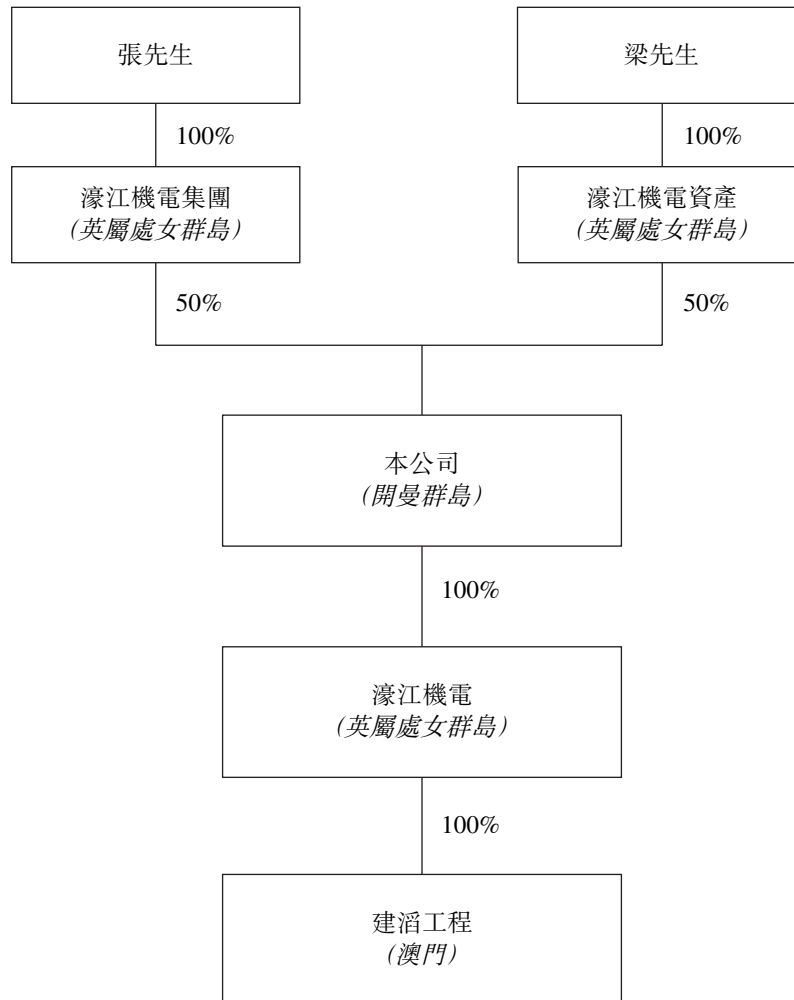 張先生
梁先生
100%
100%
濠江機電集團
(英屬處女群島)
濠江機電資產
(英屬處女群島)
50%
50%
本公司
(開曼群島)
100%
濠江機電
(英屬處女群島)
100%
建滔工程
(澳門)